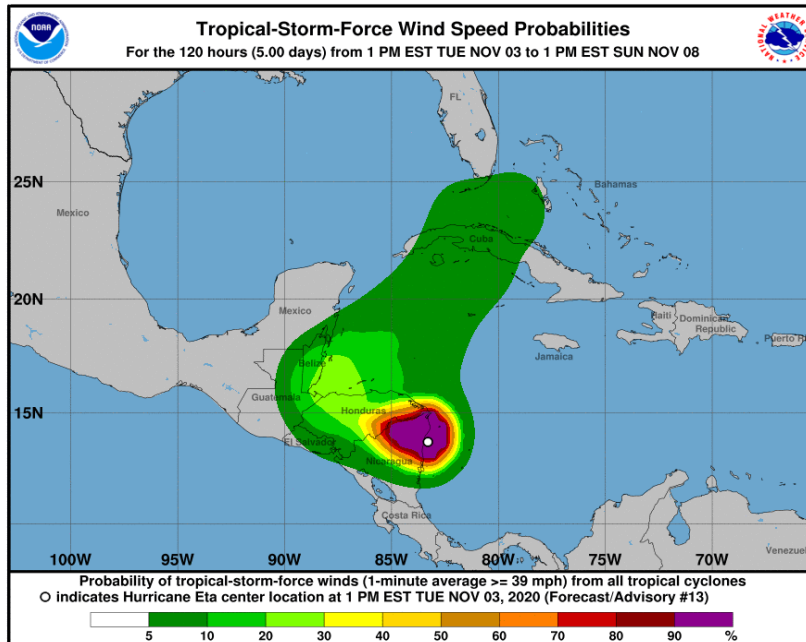 Tropical-Storm-Force Wind Speed Probabilities
For the 120 hours (5.00 days) from 1 PM EST TUE NOV 03 to 1 PM EST SUN NOV 08
NOAA
NATIONAL WEATHER SERVICE
FL
25N
Mexico
Bahamas
Cuba
20N
Mexico
Haiti
Dominican
Republic
Puerto Ri
Jamaica
Belize
Guatemala
15N
Honduras
El Salvador
Nicaragua
Costa Rica
Venezuel
100W
95W
90W
85W
80W
75W
70W
Probability of tropical-storm-force winds (1-minute average >= 39 mph) from all tropical cyclones
indicates Hurricane Eta center location at 1 PM EST TUE NOV 03, 2020 (Forecast/Advisory #13)
5 10 20 30 40 50 60 70 80 90 %